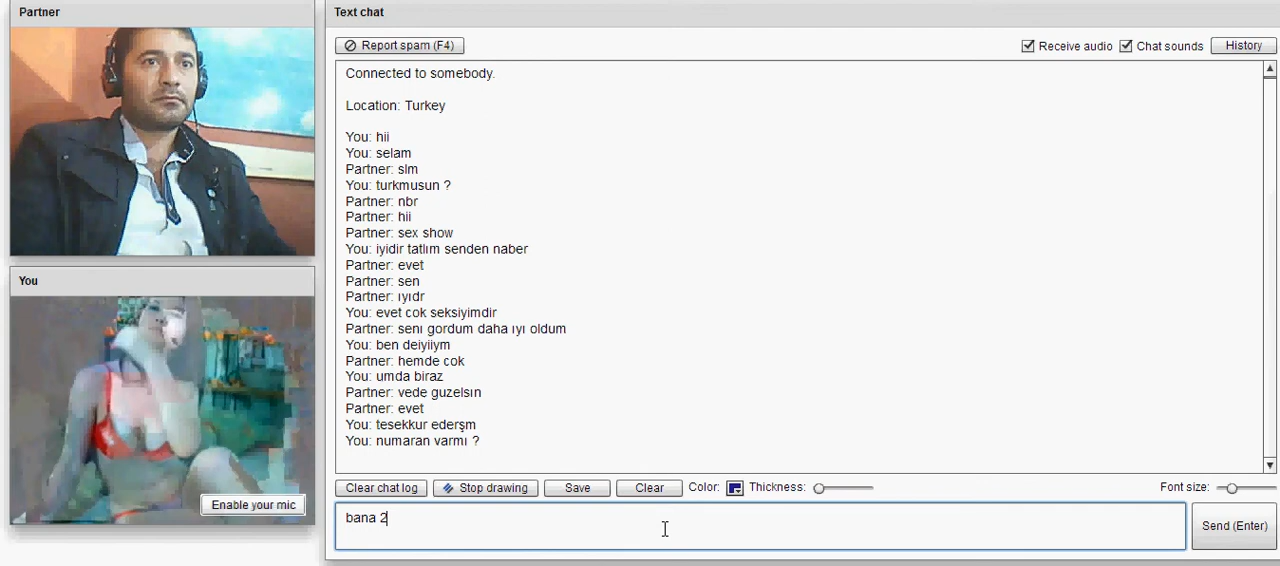 Partner
Text chat
Report spam (F4)
Receive audio
Chat sounds
History
Connected to somebody.
Location: Turkey
You: hii
You: selam
Partner: slm
You: turkmusun ?
Partner: nbr
Partner: hii
Partner: sex show
You: iyidir tatlım senden naber
Partner: evet
Partner: sen
Partner: ıyıdr
You: evet cok seksiyimdir
Partner: senı gordum daha ıyı oldum
You: ben deiyiiym
Partner: hemde cok
You: umda biraz
Partner: vede guzelsın
Partner: evet
You: tesekkur ederşm
You: numaran varmı ?
You
Enable your mic
Clear chat log
Stop drawing
Save
Clear
Color:
Thickness:
Font size:
bana 2
Send (Enter)